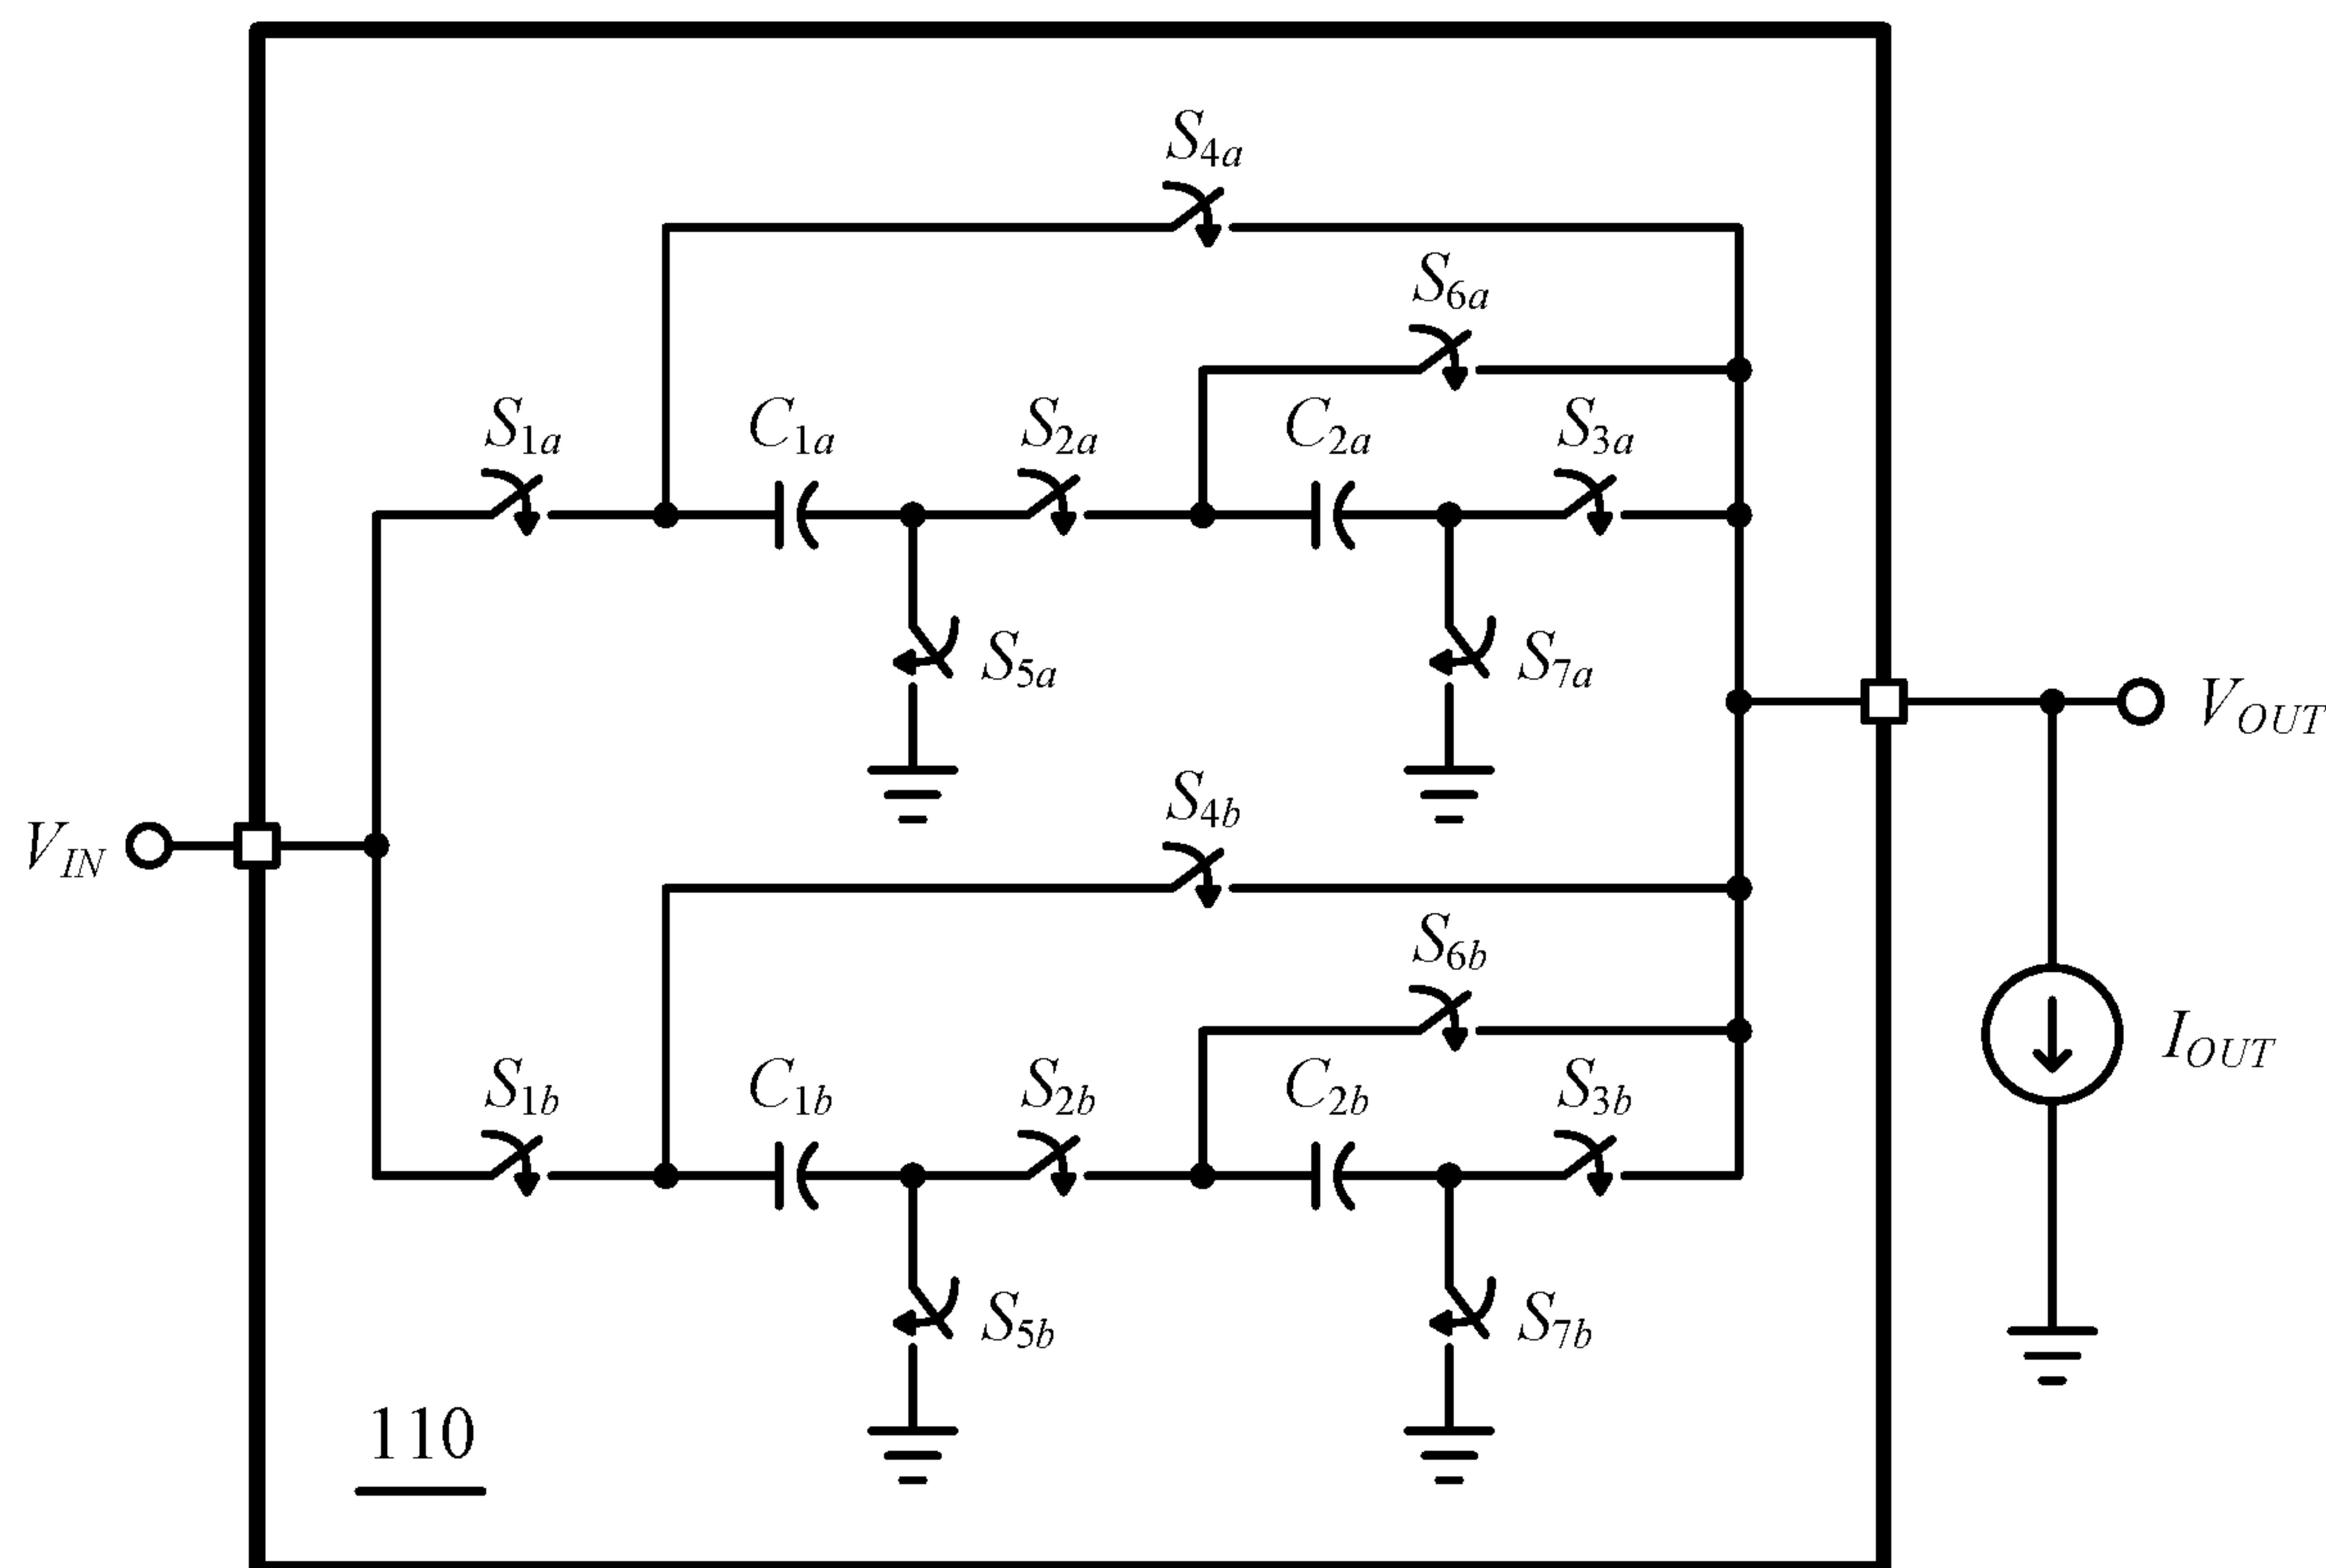 S4a
S6a
S1a
C1a
S2a
C2a
S3a
S5a
S7a
VOUT
S4b
VIN
S6b
IOUT
S1b
C1b
S2b
C2b
S3b
S5b
S7b
110